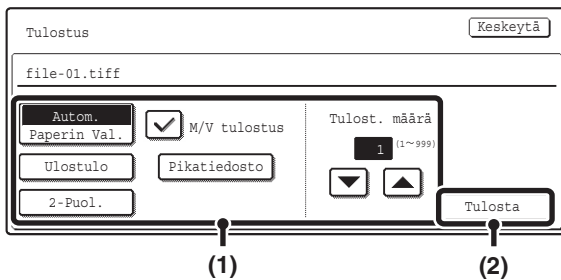 Tulostus
Keskeytä
file-01.tiff
Autom.
Paperin Val.
M/V tulostus
Tulost. määrä
1 (1~999)
Ulostulo
Pikatiedosto
2-Puol.
Tulosta
(1)
(2)